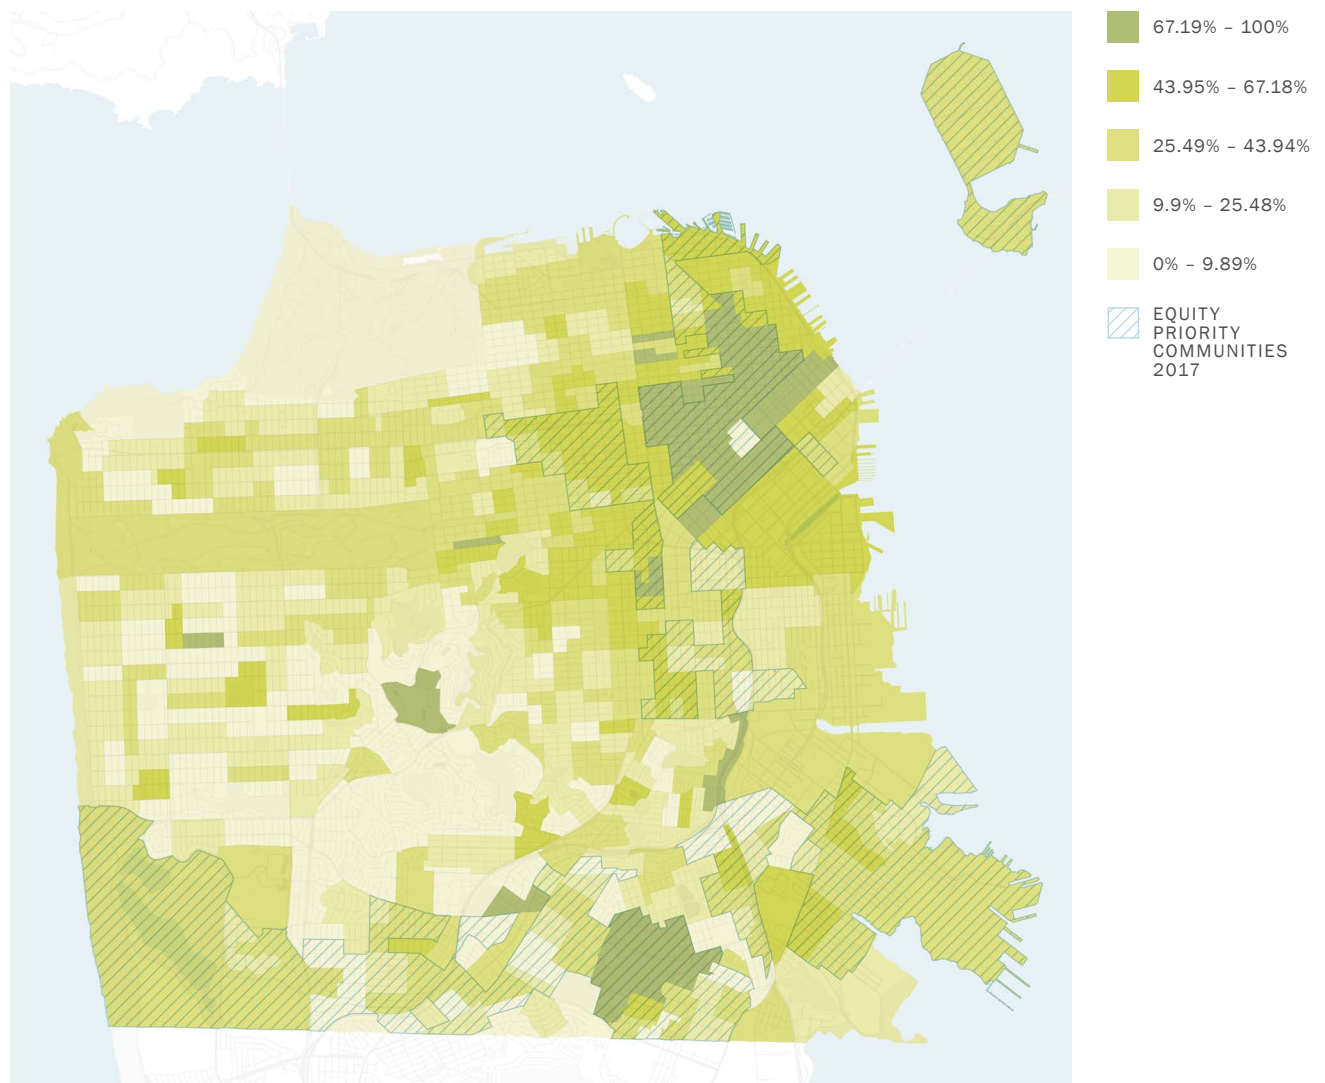 67.19% – 100%
43.95% – 67.18%
25.49% – 43.94%
9.9% – 25.48%
0% – 9.89%
EQUITY
PRIORITY
COMMUNITIES
2017